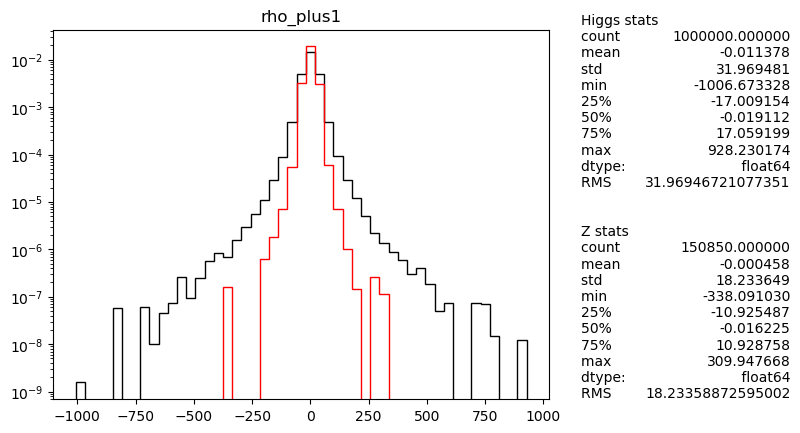 rho_plus1
10⁻²
10⁻³
10⁻⁴
10⁻⁵
10⁻⁶
10⁻⁷
10⁻⁸
10⁻⁹
−1000 −750 −500 −250 0 250 500 750 1000
Higgs stats
count 1000000.000000
mean -0.011378
std 31.969481
min -1006.673328
25% -17.009154
50% -0.019112
75% 17.059199
max 928.230174
dtype: float64
RMS 31.96946721077351
Z stats
count 150850.000000
mean -0.000458
std 18.233649
min -338.091030
25% -10.925487
50% -0.016225
75% 10.928758
max 309.947668
dtype: float64
RMS 18.23358872595002